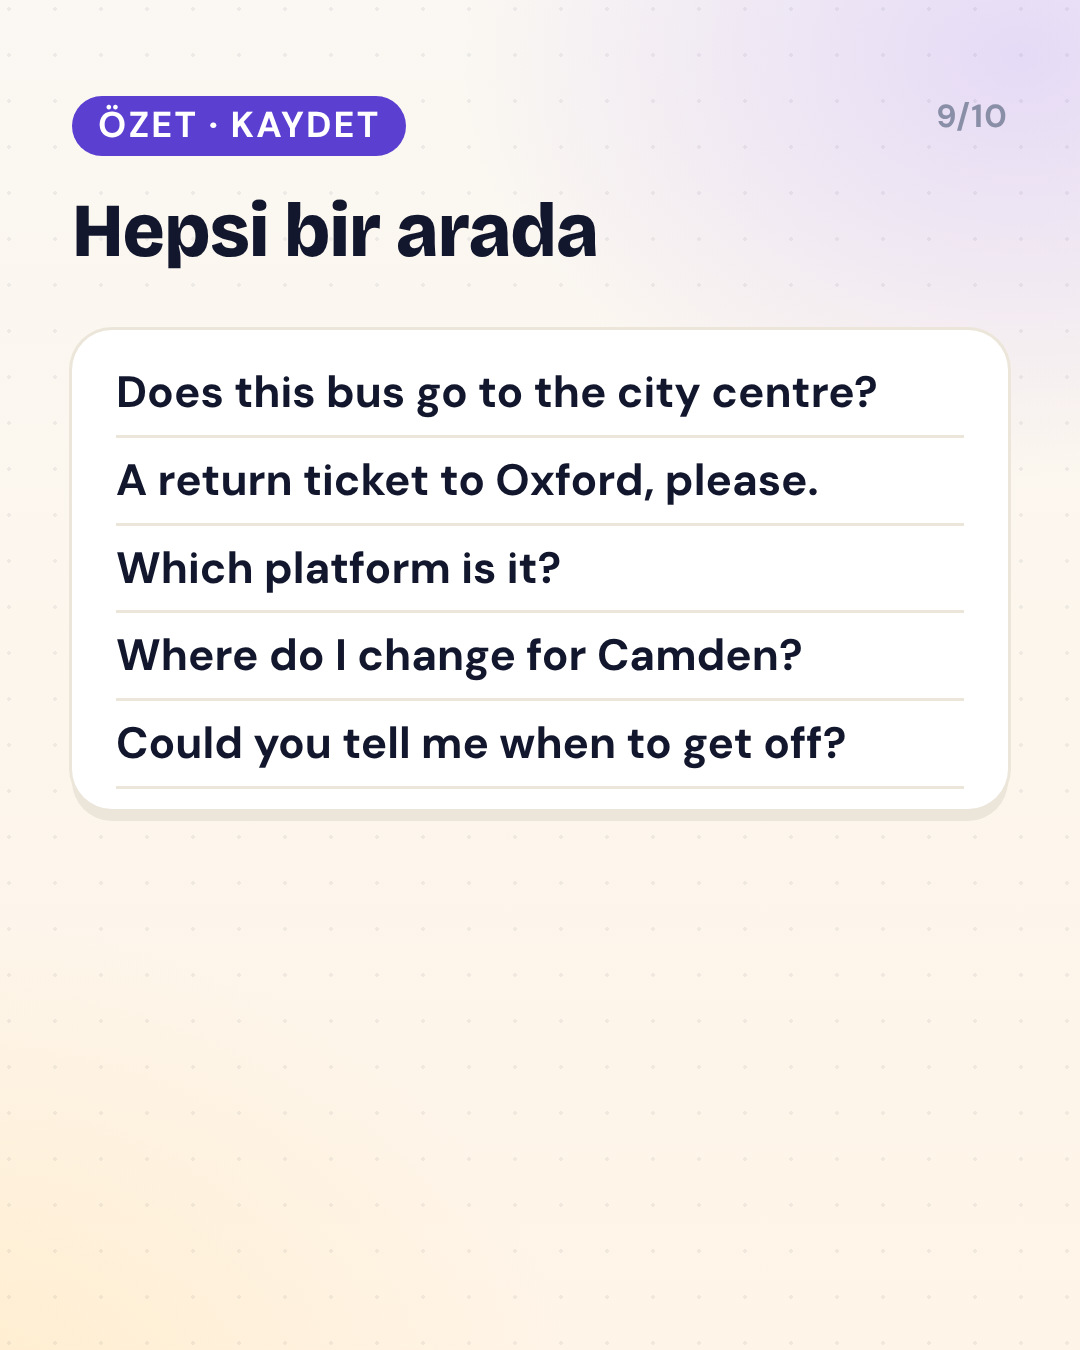 ÖZET · KAYDET
9/10
Hepsi bir arada
Does this bus go to the city centre?
A return ticket to Oxford, please.
Which platform is it?
Where do I change for Camden?
Could you tell me when to get off?